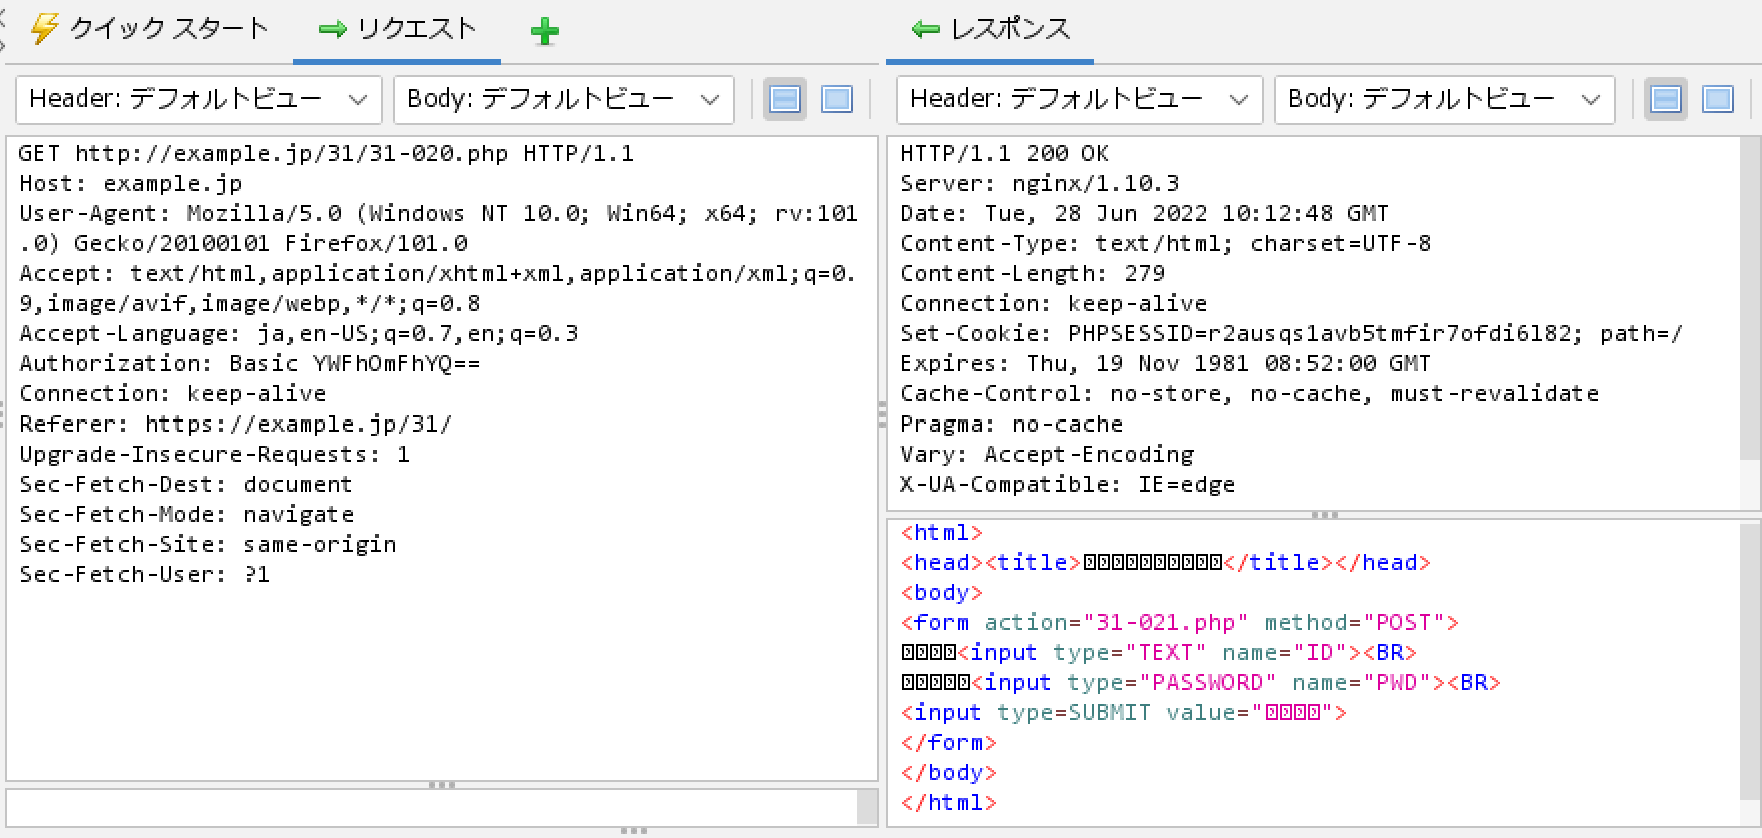 クイック スタート
リクエスト
Header: デフォルトビュー
Body: デフォルトビュー
GET http://example.jp/31/31-020.php HTTP/1.1
Host: example.jp
User-Agent: Mozilla/5.0 (Windows NT 10.0; Win64; x64; rv:101
.0) Gecko/20100101 Firefox/101.0
Accept: text/html,application/xhtml+xml,application/xml;q=0.
9,image/avif,image/webp,*/*;q=0.8
Accept-Language: ja,en-US;q=0.7,en;q=0.3
Authorization: Basic YWFhOmFhYQ==
Connection: keep-alive
Referer: https://example.jp/31/
Upgrade-Insecure-Requests: 1
Sec-Fetch-Dest: document
Sec-Fetch-Mode: navigate
Sec-Fetch-Site: same-origin
Sec-Fetch-User: ?1
レスポンス
Header: デフォルトビュー
Body: デフォルトビュー
HTTP/1.1 200 OK
Server: nginx/1.10.3
Date: Tue, 28 Jun 2022 10:12:48 GMT
Content-Type: text/html; charset=UTF-8
Content-Length: 279
Connection: keep-alive
Set-Cookie: PHPSESSID=r2ausqs1avb5tmfir7ofdi6l82; path=/
Expires: Thu, 19 Nov 1981 08:52:00 GMT
Cache-Control: no-store, no-cache, must-revalidate
Pragma: no-cache
Vary: Accept-Encoding
X-UA-Compatible: IE=edge
<html>
<head><title></title></head>
<body>
<form action="31-021.php" method="POST">
<input type="TEXT" name="ID"><BR>
<input type="PASSWORD" name="PWD"><BR>
<input type=SUBMIT value="">
</form>
</body>
</html>